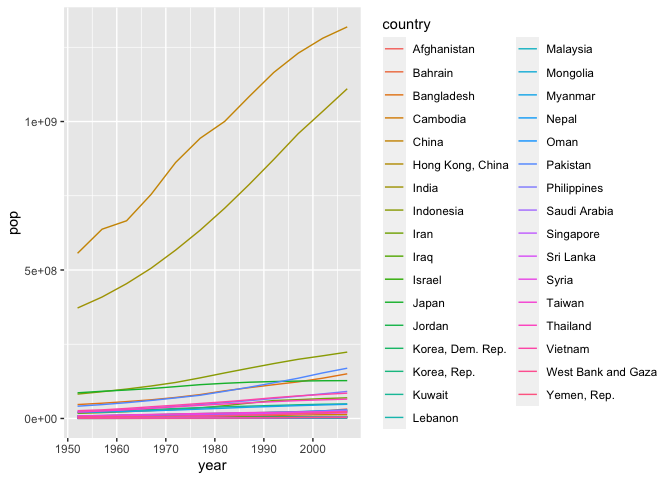 country
Afghanistan
Bahrain
Bangladesh
Cambodia
China
Hong Kong, China
India
Indonesia
Iran
Iraq
Israel
Japan
Jordan
Korea, Dem. Rep.
Korea, Rep.
Kuwait
Lebanon
Malaysia
Mongolia
Myanmar
Nepal
Oman
Pakistan
Philippines
Saudi Arabia
Singapore
Sri Lanka
Syria
Taiwan
Thailand
Vietnam
West Bank and Gaza
Yemen, Rep.
pop
1e+09
5e+08
0e+00
1950 1960 1970 1980 1990 2000
year